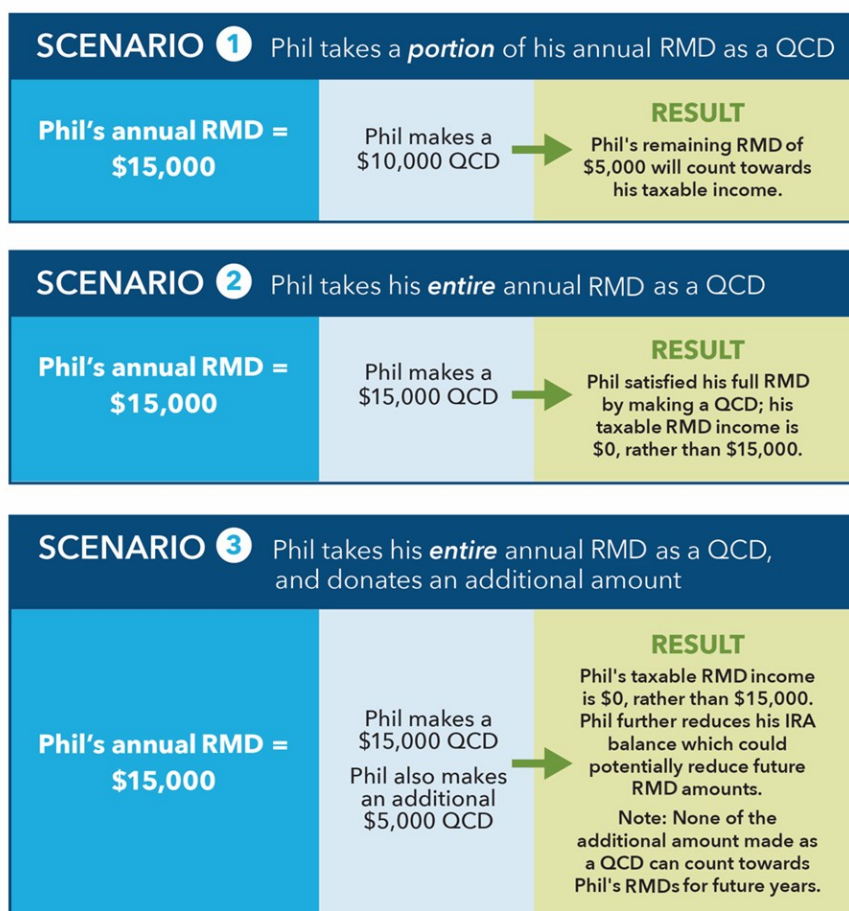 SCENARIO 1 Phil takes a portion of his annual RMD as a QCD
Phil's annual RMD =
$15,000
Phil makes a
$10,000 QCD
RESULT
Phil's remaining RMD of
$5,000 will count towards
his taxable income.
SCENARIO 2 Phil takes his entire annual RMD as a QCD
Phil's annual RMD =
$15,000
Phil makes a
$15,000 QCD
RESULT
Phil satisfied his full RMD
by making a QCD; his
taxable RMD income is
$0, rather than $15,000.
SCENARIO 3 Phil takes his entire annual RMD as a QCD,
and donates an additional amount
Phil's annual RMD =
$15,000
Phil makes a
$15,000 QCD
Phil also makes
an additional
$5,000 QCD
RESULT
Phil's taxable RMD income
is $0, rather than $15,000.
Phil further reduces his IRA
balance which could
potentially reduce future
RMD amounts.
Note: None of the
additional amount made as
a QCD can count towards
Phil's RMDs for future years.